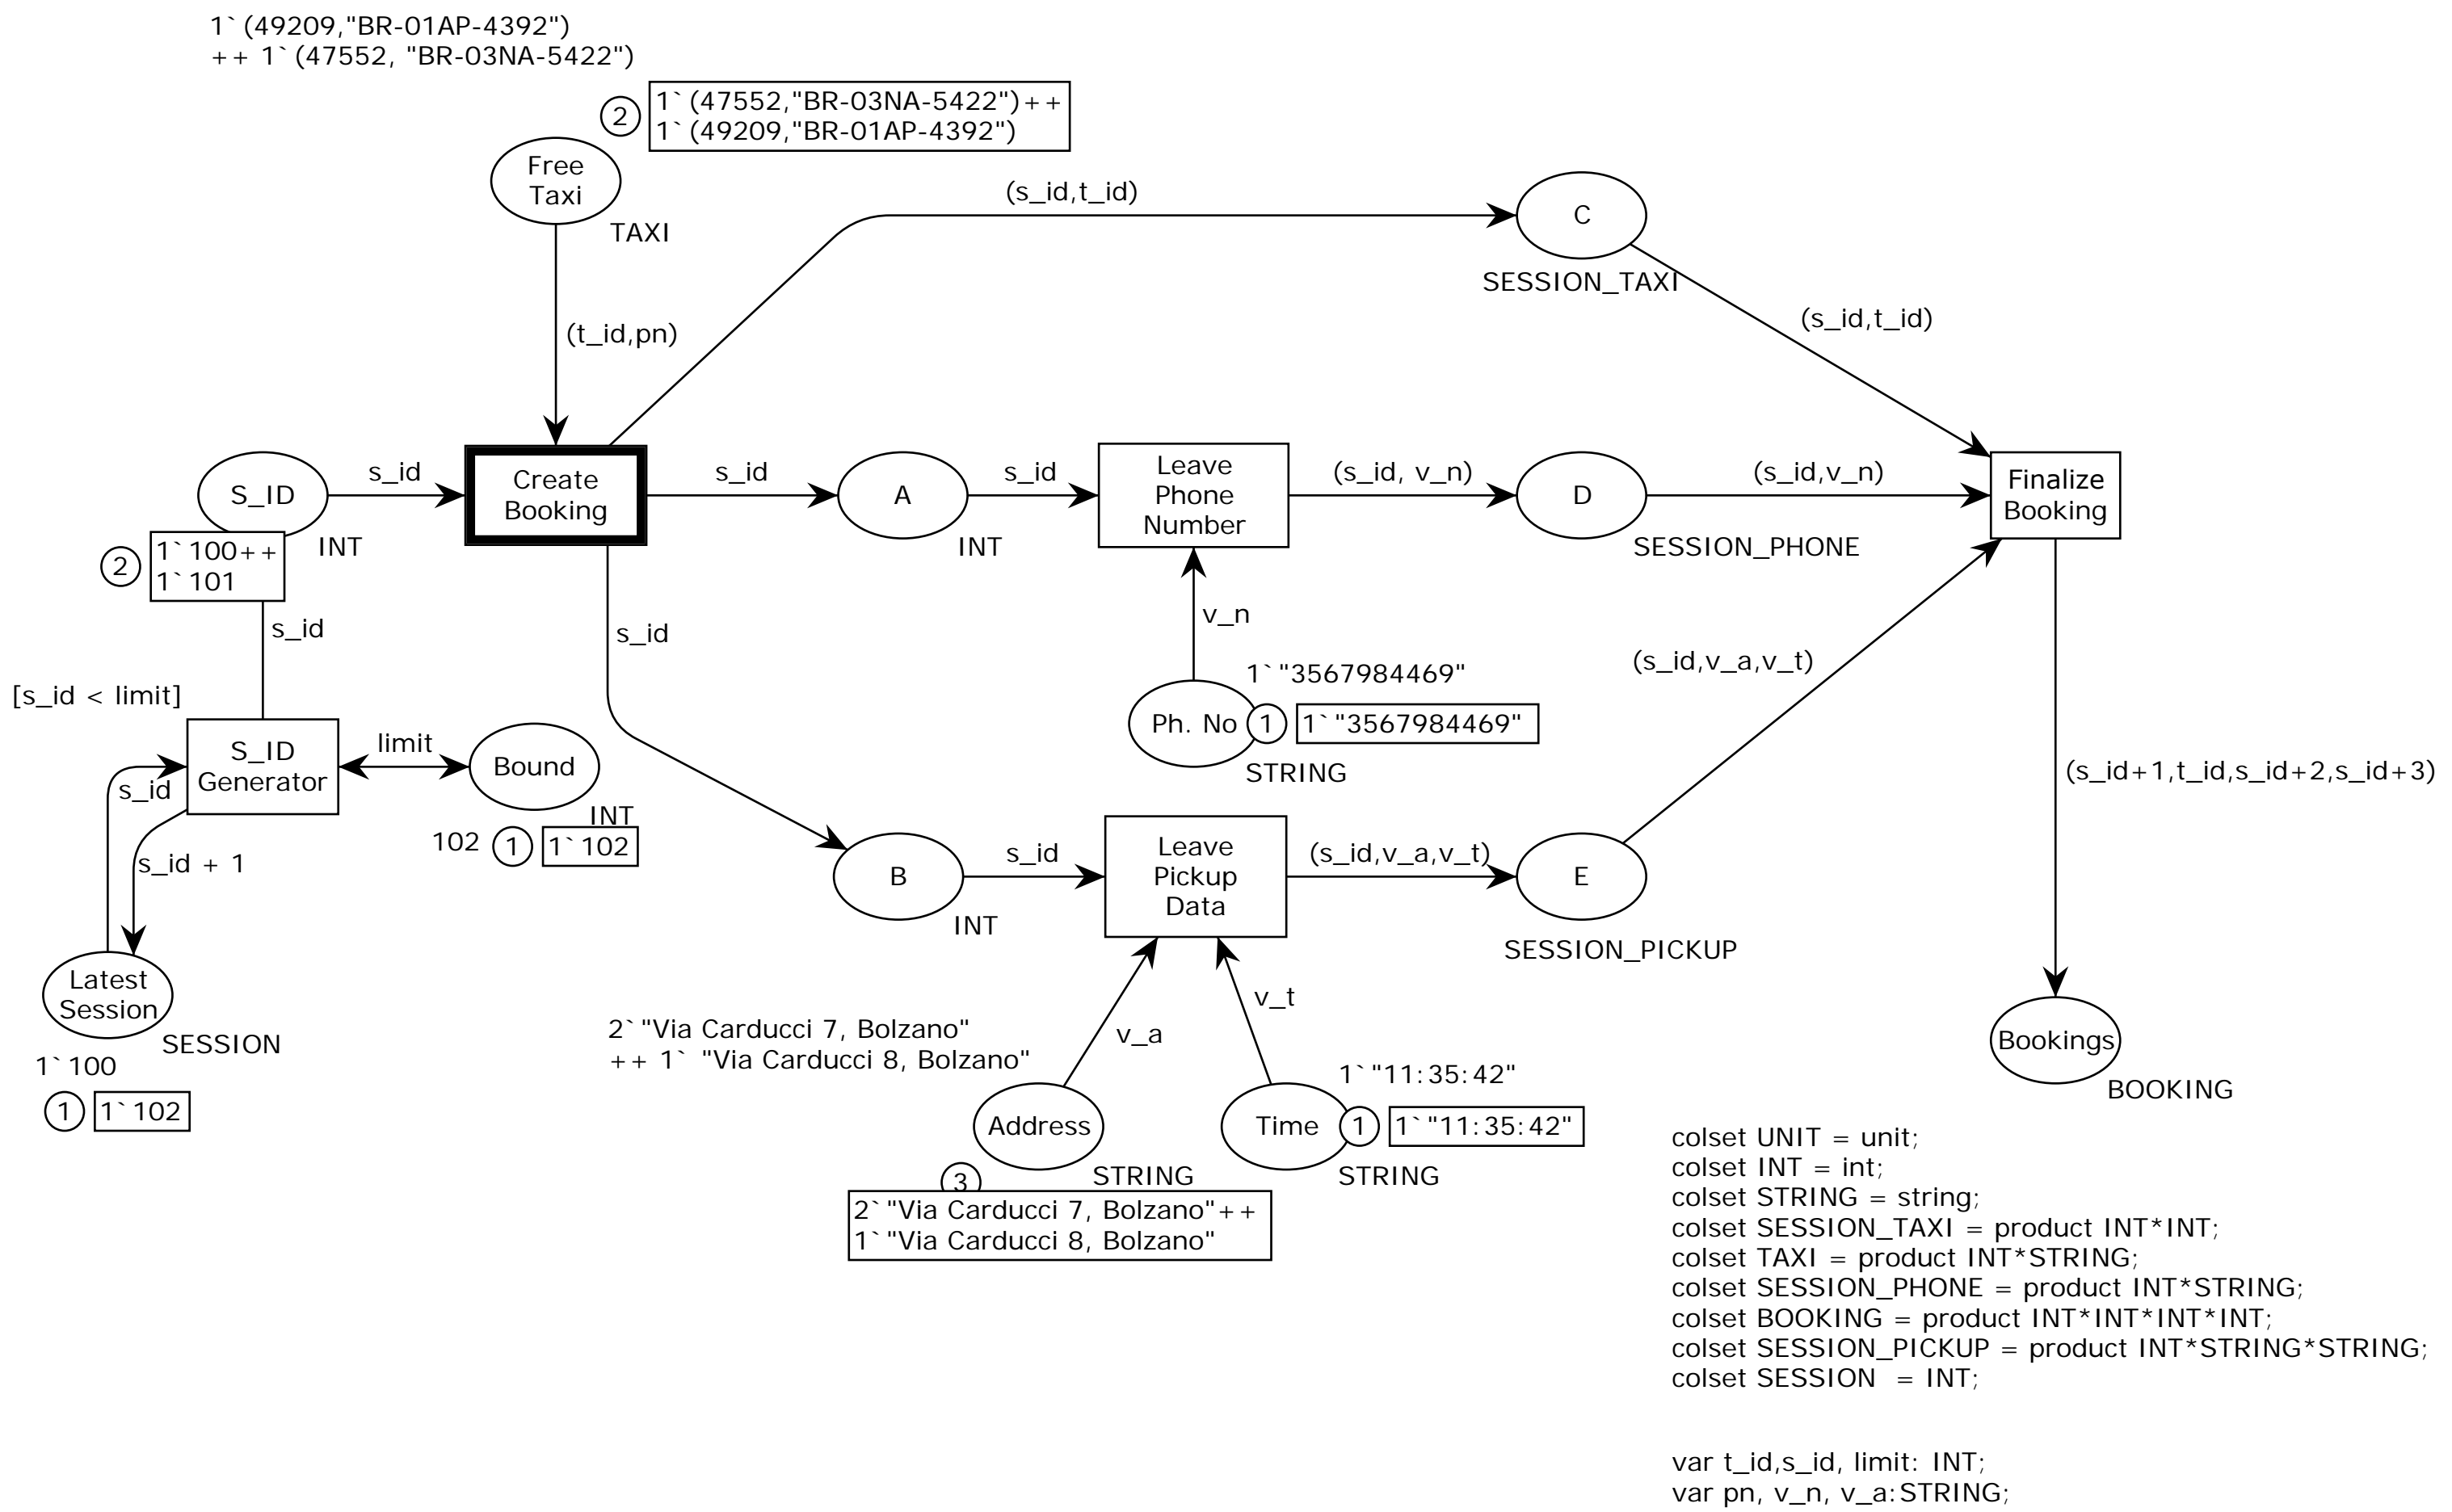 1`(49209,"BR-01AP-4392")
++ 1`(47552, "BR-03NA-5422")
2
1`(47552,"BR-03NA-5422")++
1`(49209,"BR-01AP-4392")
Free
Taxi
TAXI
(t_id,pn)
(s_id,t_id)
C
SESSION_TAXI
(s_id,t_id)
S_ID
INT
2
1`100++
1`101
s_id
Create
Booking
s_id
A
INT
s_id
Leave
Phone
Number
(s_id, v_n)
D
SESSION_PHONE
(s_id,v_n)
Finalize
Booking
s_id
s_id
v_n
1`"3567984469"
Ph. No
1
1`"3567984469"
STRING
(s_id,v_a,v_t)
[s_id < limit]
S_ID
Generator
limit
Bound
INT
102
1
1`102
s_id
s_id + 1
(s_id+1,t_id,s_id+2,s_id+3)
B
INT
s_id
Leave
Pickup
Data
(s_id,v_a,v_t)
E
SESSION_PICKUP
Latest
Session
SESSION
1`100
1
1`102
2`"Via Carducci 7, Bolzano"
++ 1` "Via Carducci 8, Bolzano"
v_a
v_t
Address
STRING
3
2`"Via Carducci 7, Bolzano"++
1`"Via Carducci 8, Bolzano"
1`"11:35:42"
Time
1
1`"11:35:42"
STRING
Bookings
BOOKING
colset UNIT = unit;
colset INT = int;
colset STRING = string;
colset SESSION_TAXI = product INT*INT;
colset TAXI = product INT*STRING;
colset SESSION_PHONE = product INT*STRING;
colset BOOKING = product INT*INT*INT*INT;
colset SESSION_PICKUP = product INT*STRING*STRING;
colset SESSION  = INT;
var t_id,s_id, limit: INT;
var pn, v_n, v_a:STRING;